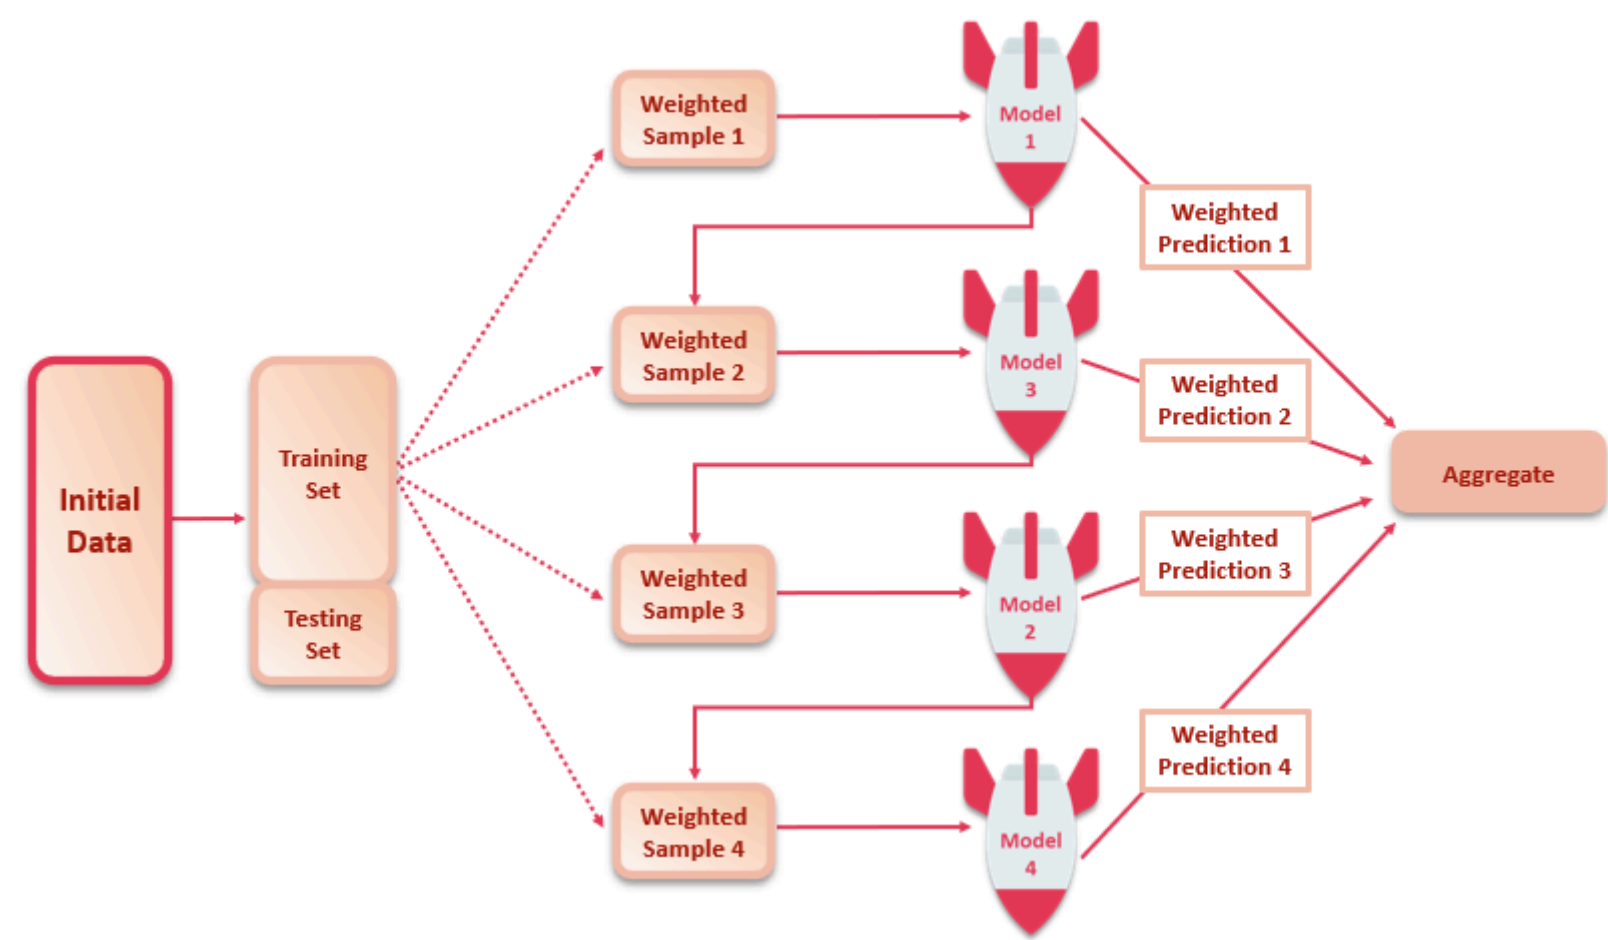 Initial
Data
Training
Set
Testing
Set
Weighted
Sample 1
Model
1
Weighted
Prediction 1
Weighted
Sample 2
Model
3
Weighted
Prediction 2
Weighted
Sample 3
Model
2
Weighted
Prediction 3
Weighted
Sample 4
Model
4
Weighted
Prediction 4
Aggregate